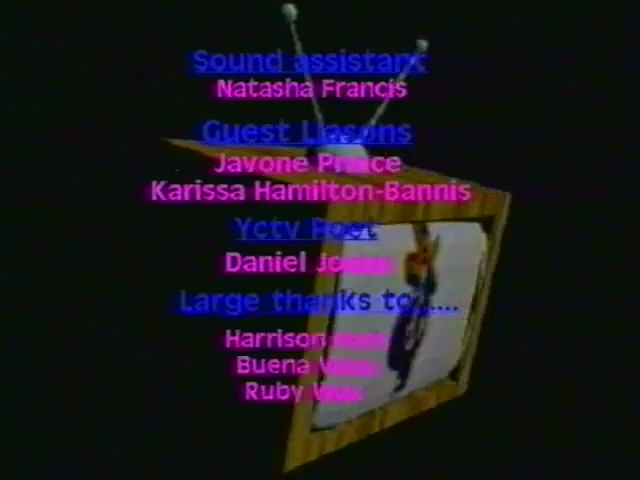 Sound assistant
Natasha Francis
Guest Liasons
Javone Prince
Karissa Hamilton-Bannis
Yctv Poet
Daniel
Large thanks to.....
Harrison
Buena
Ruby Wax